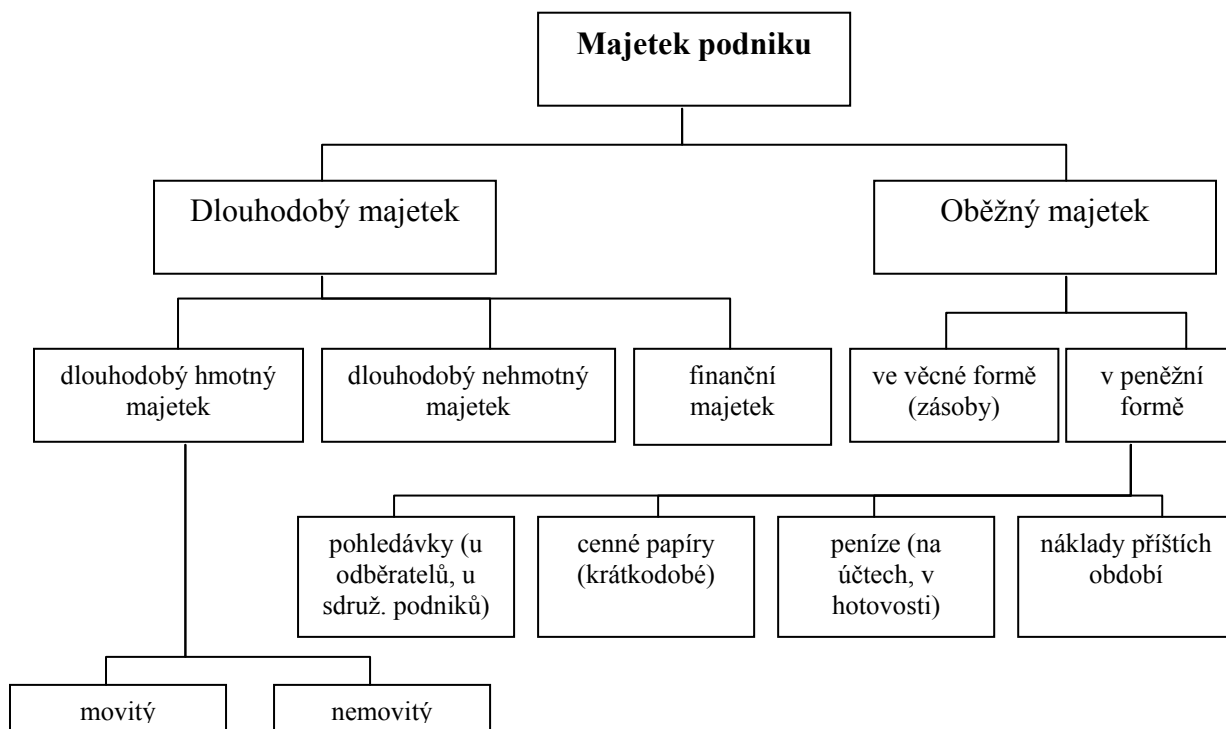 Majetek podniku
Dlouhodobý majetek
Oběžný majetek
dlouhodobý hmotný
majetek
dlouhodobý nehmotný
majetek
finanční
majetek
ve věcné formě
(zásoby)
v peněžní
formě
pohledávky (u
odběratelů, u
sdruž. podniků)
cenné papíry
(krátkodobé)
peníze (na
účtech, v
hotovosti)
náklady příštích
období
movitý
nemovitý